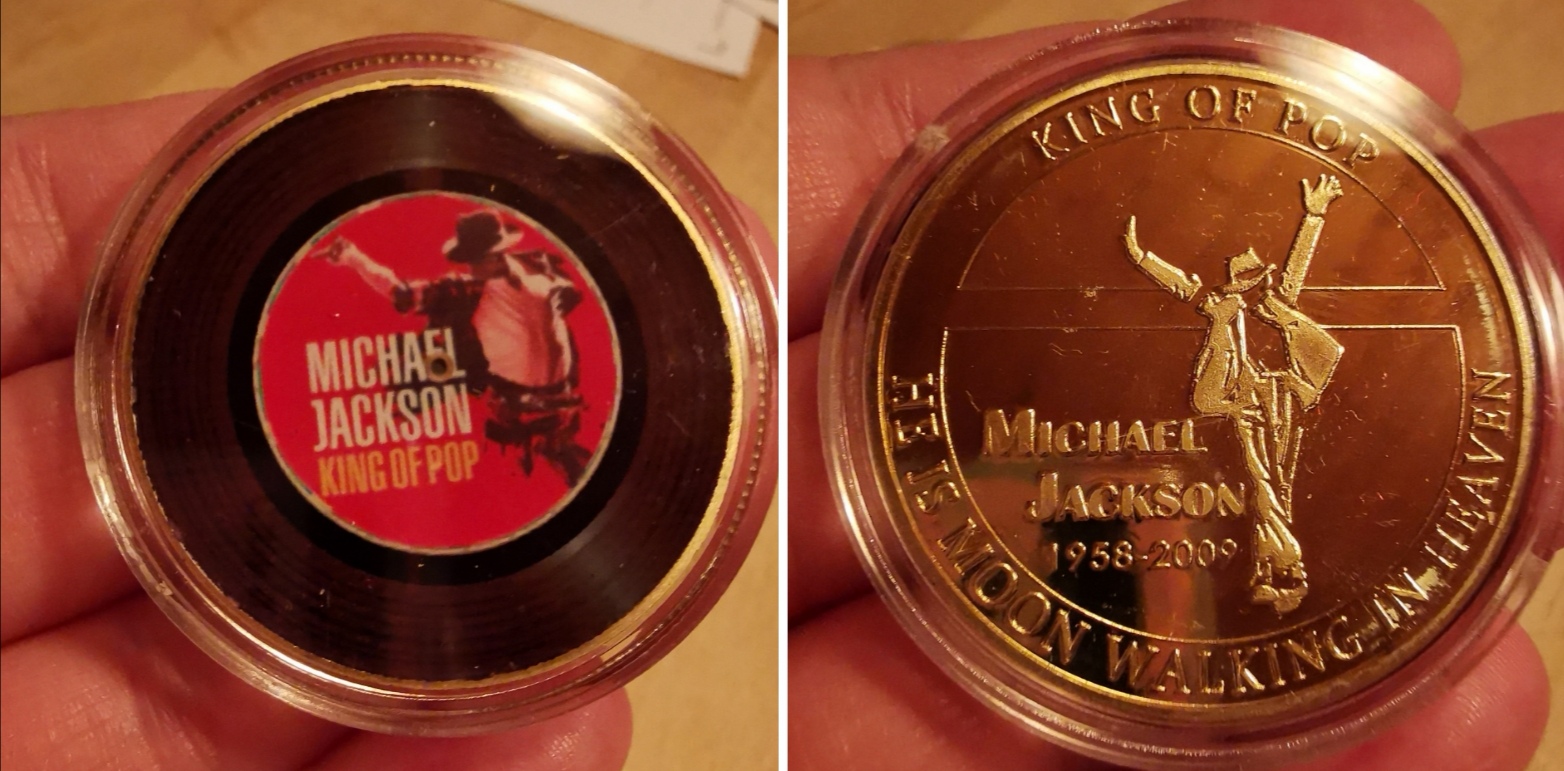 MICHAEL
JACKSON
KING OF POP
KING OF POP
MICHAEL
JACKSON
1958-2009
HE IS MOON WALKING IN HEAVEN